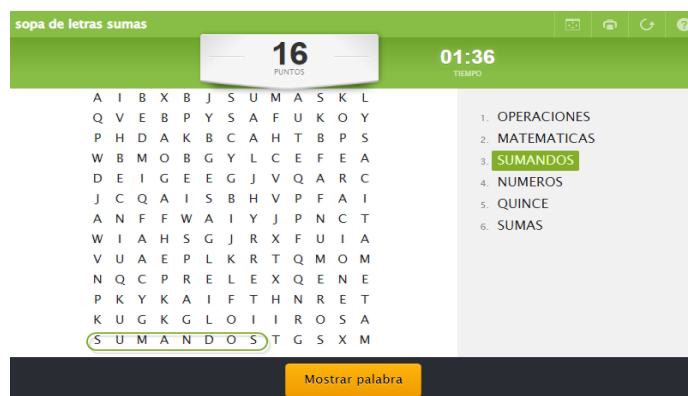 sopa de letras sumas
16
PUNTOS
01:36
TIEMPO
A I B X B J S U M A S K L
Q V E B P Y S A F U K O Y
P H D A K B C A H T B P S
W B M O B G Y L C E F E A
D E I G E E G J V Q A R C
J C Q A I S B H V P F A I
A N F F W A I Y J P N C T
W I A H S G J R X F U I A
V U A E P L K R T Q M O M
N Q C P R E L E X Q E N E
P K Y K A I F T H N R E T
K U G K G L O I I R O S A
S U M A N D O S T G S X M
1. OPERACIONES
2. MATEMATICAS
3. SUMANDOS
4. NUMEROS
5. QUINCE
6. SUMAS
Mostrar palabra